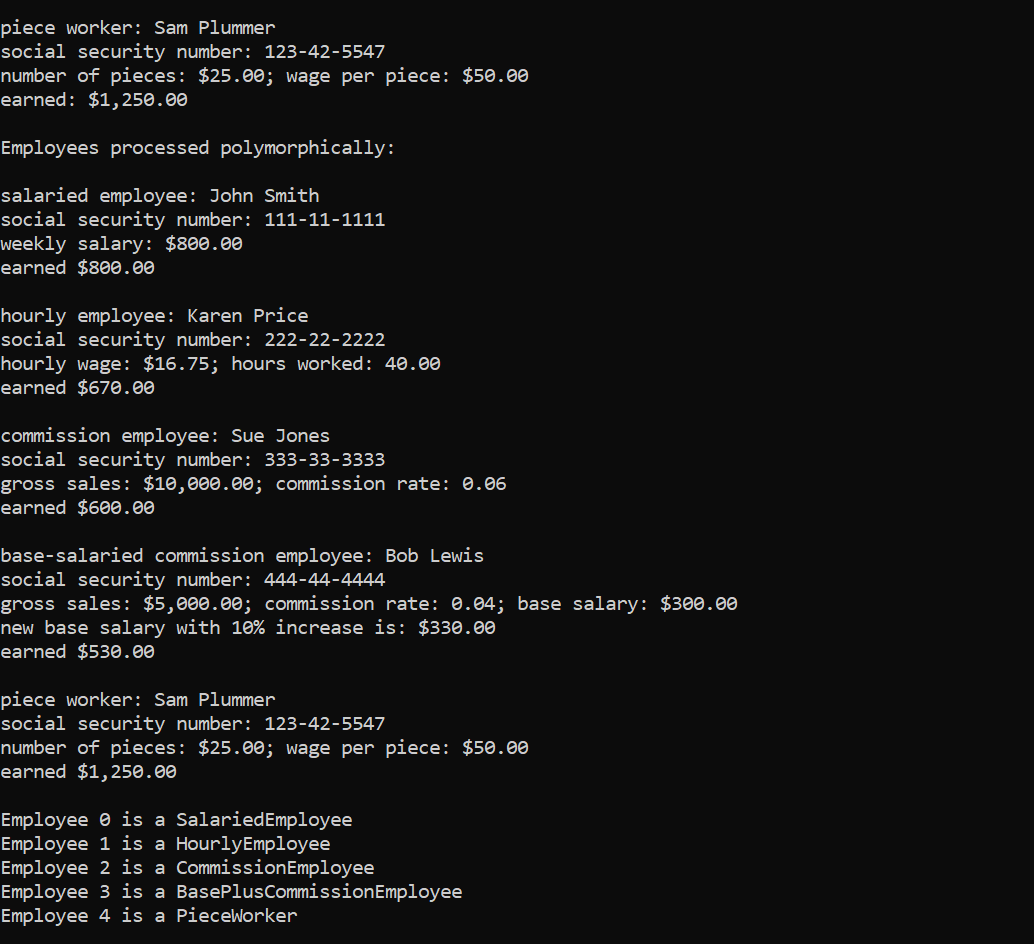 piece worker: Sam Plummer
social security number: 123-42-5547
number of pieces: $25.00; wage per piece: $50.00
earned: $1,250.00
Employees processed polymorphically:
salaried employee: John Smith
social security number: 111-11-1111
weekly salary: $800.00
earned $800.00
hourly employee: Karen Price
social security number: 222-22-2222
hourly wage: $16.75; hours worked: 40.00
earned $670.00
commission employee: Sue Jones
social security number: 333-33-3333
gross sales: $10,000.00; commission rate: 0.06
earned $600.00
base-salaried commission employee: Bob Lewis
social security number: 444-44-4444
gross sales: $5,000.00; commission rate: 0.04; base salary: $300.00
new base salary with 10% increase is: $330.00
earned $530.00
piece worker: Sam Plummer
social security number: 123-42-5547
number of pieces: $25.00; wage per piece: $50.00
earned $1,250.00
Employee 0 is a SalariedEmployee
Employee 1 is a HourlyEmployee
Employee 2 is a CommissionEmployee
Employee 3 is a BasePlusCommissionEmployee
Employee 4 is a PieceWorker